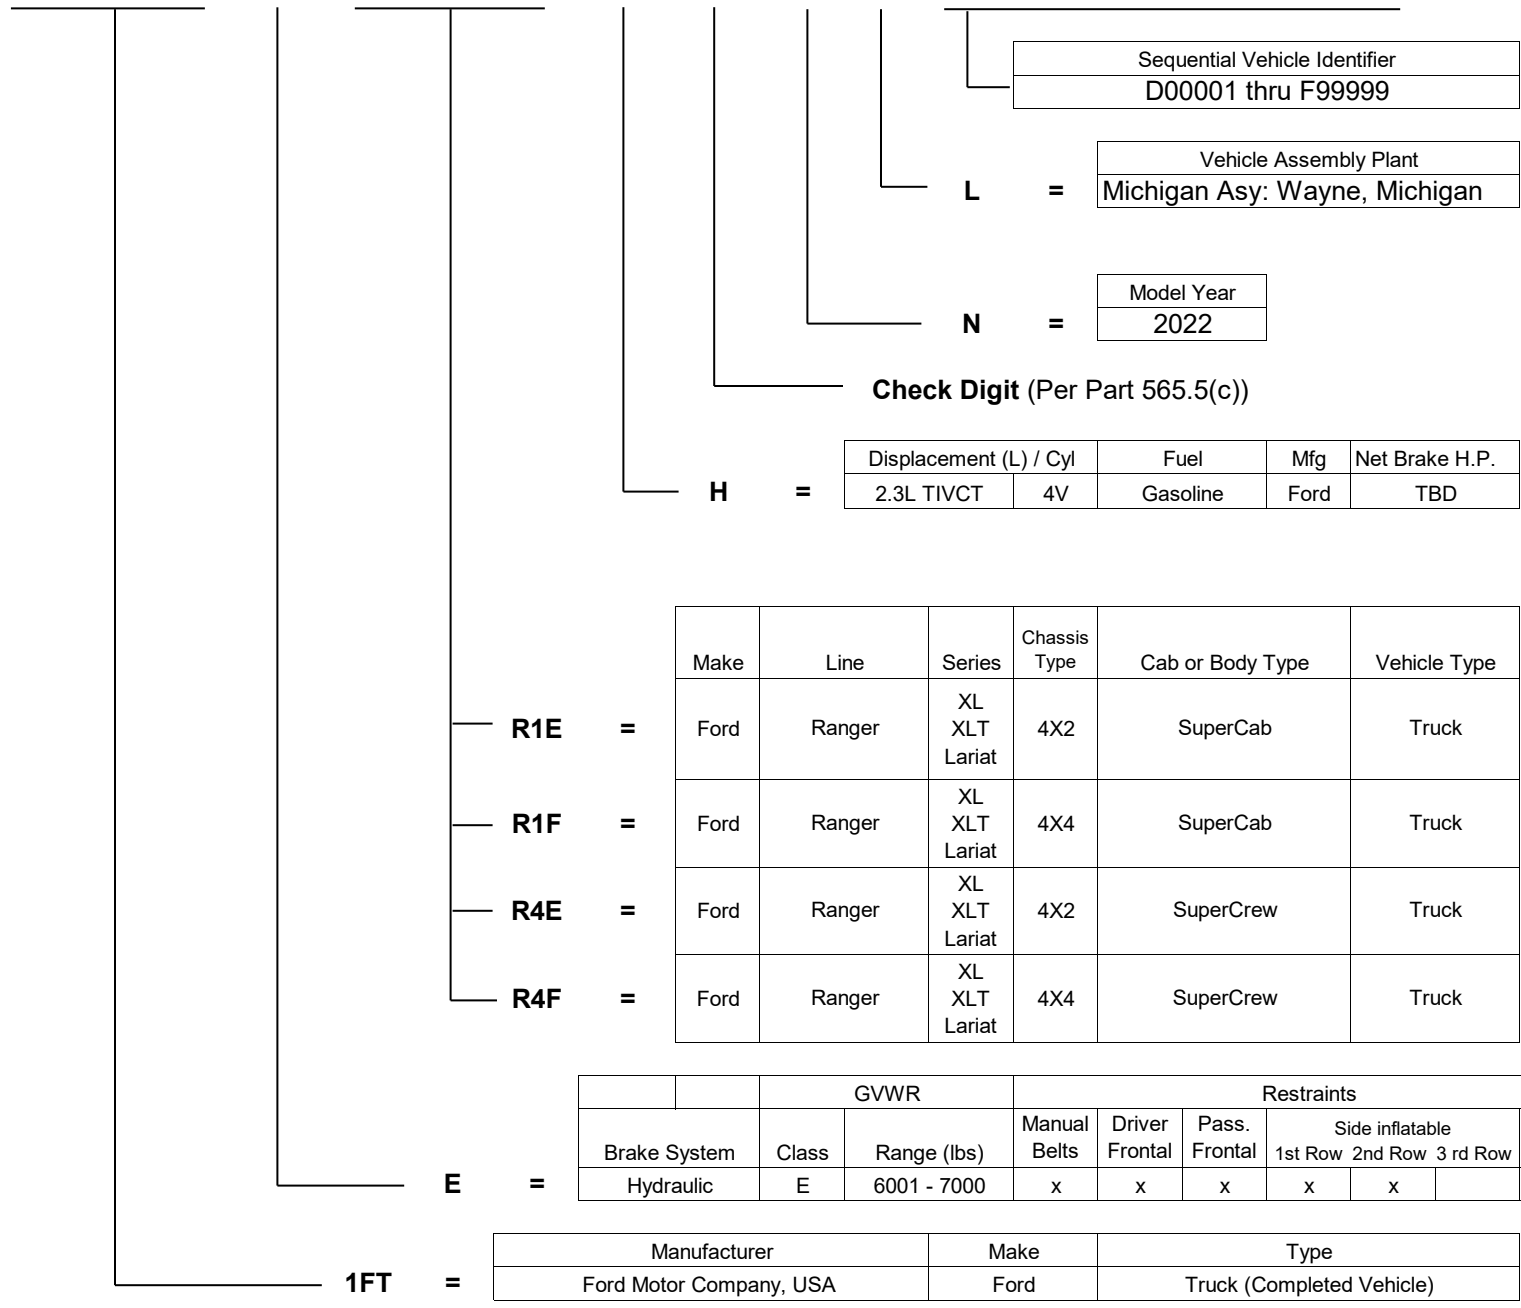 Sequential Vehicle Identifier
D00001 thru F99999
Vehicle Assembly Plant
L = Michigan Asy: Wayne, Michigan
Model Year
N = 2022
Check Digit (Per Part 565.5(c))
Displacement (L) / Cyl Fuel Mfg Net Brake H.P.
H = 2.3L TIVCT 4V Gasoline Ford TBD
Chassis
Make Line Series Type Cab or Body Type Vehicle Type
XL
R1E = Ford Ranger XLT 4X2 SuperCab Truck
Lariat
XL
R1F = Ford Ranger XLT 4X4 SuperCab Truck
Lariat
XL
R4E = Ford Ranger XLT 4X2 SuperCrew Truck
Lariat
XL
R4F = Ford Ranger XLT 4X4 SuperCrew Truck
Lariat
GVWR Restraints
Manual Driver Pass. Side inflatable
Brake System Class Range (lbs) Belts Frontal Frontal 1st Row 2nd Row 3 rd Row
E = Hydraulic E 6001 - 7000 x x x x x
Manufacturer Make Type
1FT = Ford Motor Company, USA Ford Truck (Completed Vehicle)